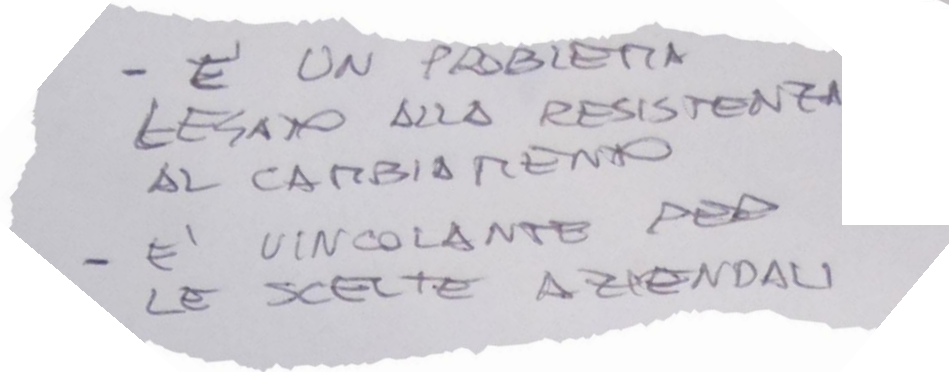 - E' UN PROBLEMA
LEGATO ALLA RESISTENZA
AL CAMBIAMENTO
- E' VINCOLANTE PER
LE SCELTE AZIENDALI